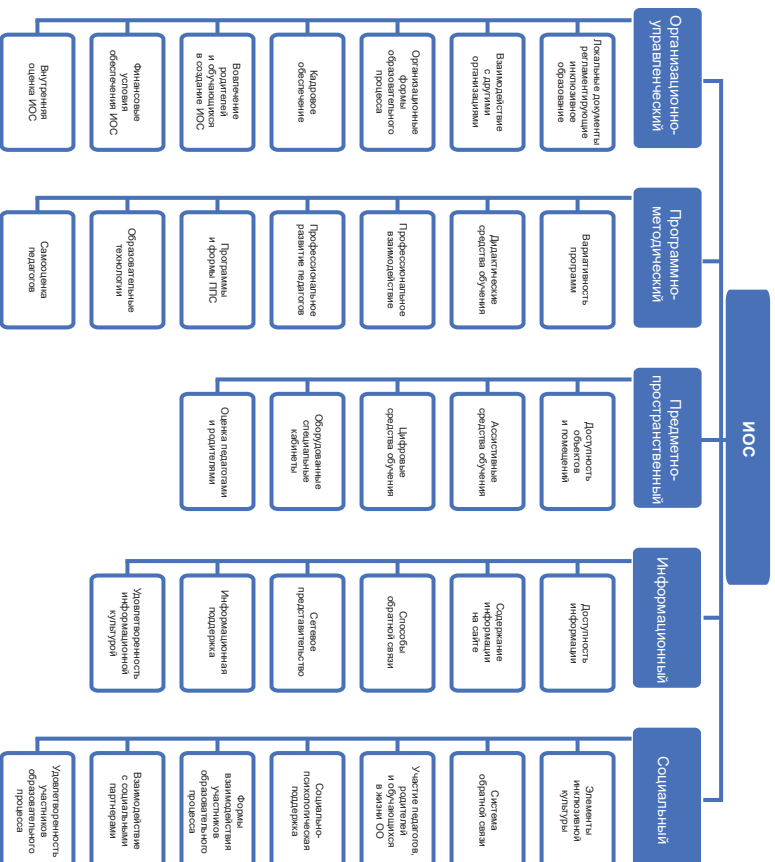 ИОС
Организационно-
управленческий
Локальные документы
регламентирующие
инклюзивное
образование
Взаимодействие
с другими
организациями
Организационные
формы
образовательного
процесса
Кадровое
обеспечение
Вовлечение
родителей
и обучающихся
в создание ИОС
Финансовые
условия
обеспечения ИОС
Внутренняя
оценка ИОС
Программно-
методический
Вариативность
программ
Дидактические
средства обучения
Профессиональное
взаимодействие
Профессиональное
развитие педагогов
Программы
и формы ППС
Образовательные
технологии
Самооценка
педагогов
Предметно-
пространственный
Доступность
объектов
и помещений
Ассистивные
средства обучения
Цифровые
средства обучения
Оборудованные
специальные
кабинеты
Оценка педагогами
и родителями
Информационный
Доступность
информации
Содержание
информации
на сайте
Способы
обратной связи
Сетевое
представительство
Информационная
поддержка
Удовлетворенность
информационной
культурой
Социальный
Элементы
инклюзивной
культуры
Система
обратной связи
Участие педагогов,
родителей
и обучающихся
в жизни ОО
Социально-
психологическая
поддержка
Формы
взаимодействия
участников
образовательного
процесса
Взаимодействие
с социальными
партнерами
Удовлетворенность
участников
образовательного
процесса